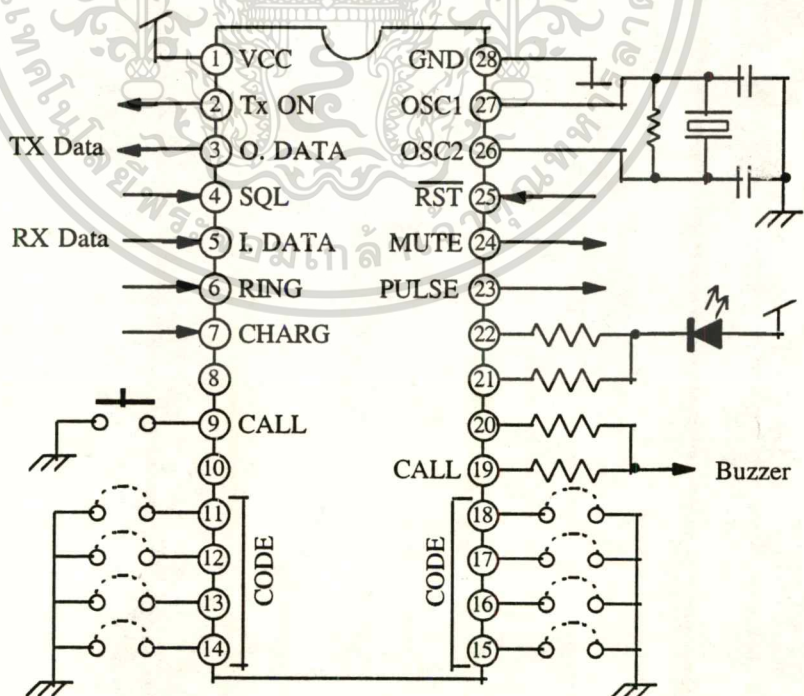 1 VCC GND 28
2 Tx ON OSC1 27
TX Data 3 O. DATA OSC2 26
4 SQL RST 25
RX Data 5 I. DATA MUTE 24
6 RING PULSE 23
7 CHARG 22
8 21
9 CALL 20
10 CALL 19 Buzzer
11 18
12 17
13 16
14 15
CODE
CODE